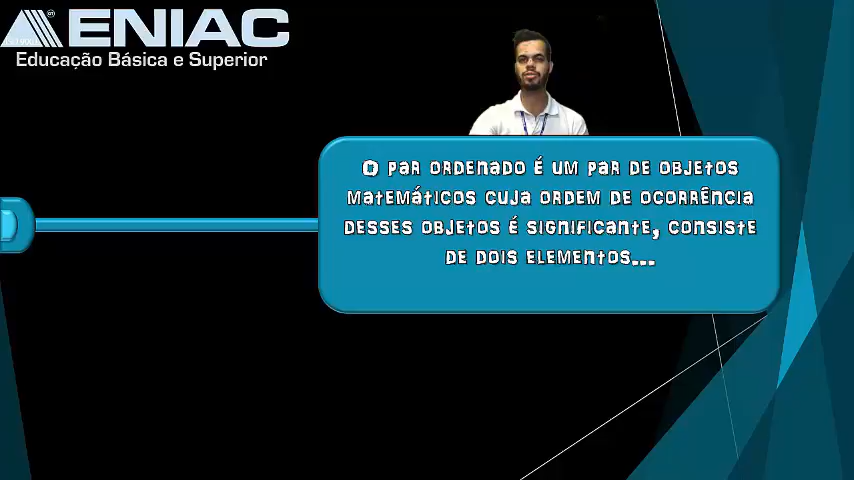 ENIAC
Educação Básica e Superior
O PAR ORDENADO É UM PAR DE OBJETOS
MATEMÁTICOS CUJA ORDEM DE OCORRÊNCIA
DESSES OBJETOS É SIGNIFICANTE, CONSISTE
DE DOIS ELEMENTOS...